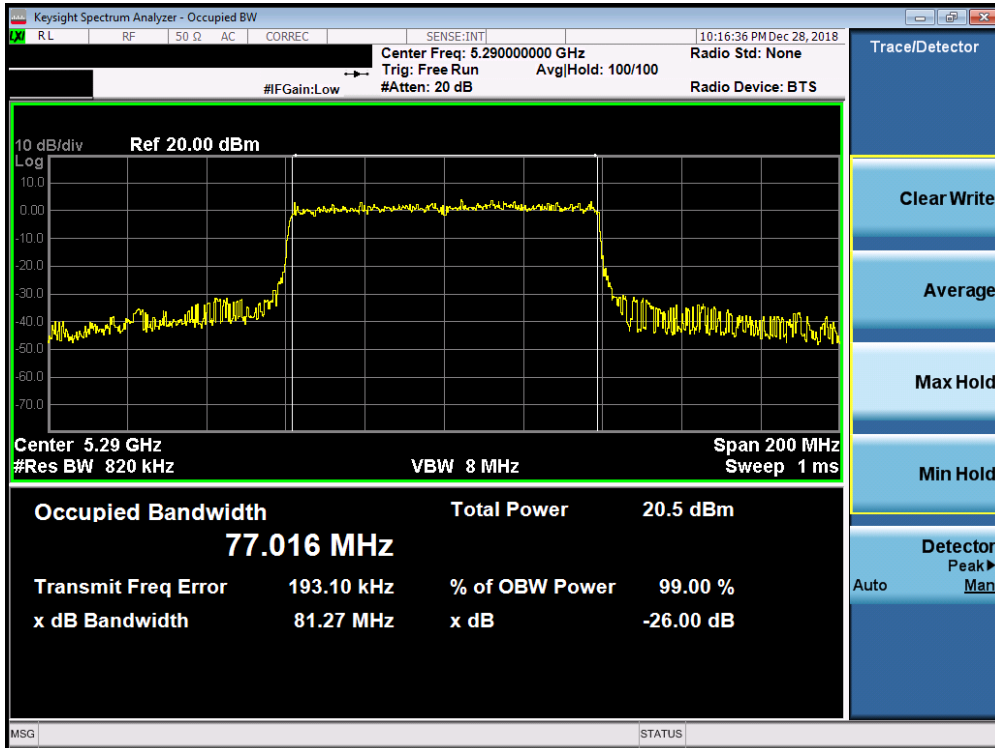 Keysight Spectrum Analyzer - Occupied BW
LXI RL RF 50 Ω AC CORREC SENSE:INT 10:16:36 PM Dec 28, 2018
Center Freq: 5.290000000 GHz Radio Std: None
Trig: Free Run Avg|Hold: 100/100
#IFGain:Low #Atten: 20 dB Radio Device: BTS
Trace/Detector
10 dB/div Ref 20.00 dBm
Log
10.0
0.00
-10.0
-20.0
-30.0
-40.0
-50.0
-60.0
-70.0
Center 5.29 GHz Span 200 MHz
#Res BW 820 kHz VBW 8 MHz Sweep 1 ms
Occupied Bandwidth Total Power 20.5 dBm
77.016 MHz
Transmit Freq Error 193.10 kHz % of OBW Power 99.00 %
x dB Bandwidth 81.27 MHz x dB -26.00 dB
Clear Write
Average
Max Hold
Min Hold
Detector
Peak▶
Auto Man
MSG STATUS